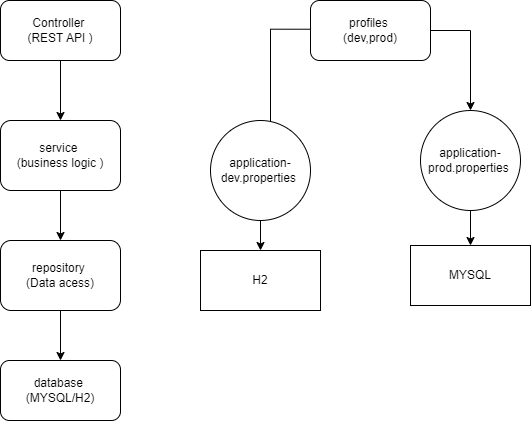 Controller
(REST API )
service
(business logic )
repository
(Data acess)
database
(MYSQL/H2)
profiles
(dev,prod)
application-
dev.properties
application-
prod.properties
H2
MYSQL